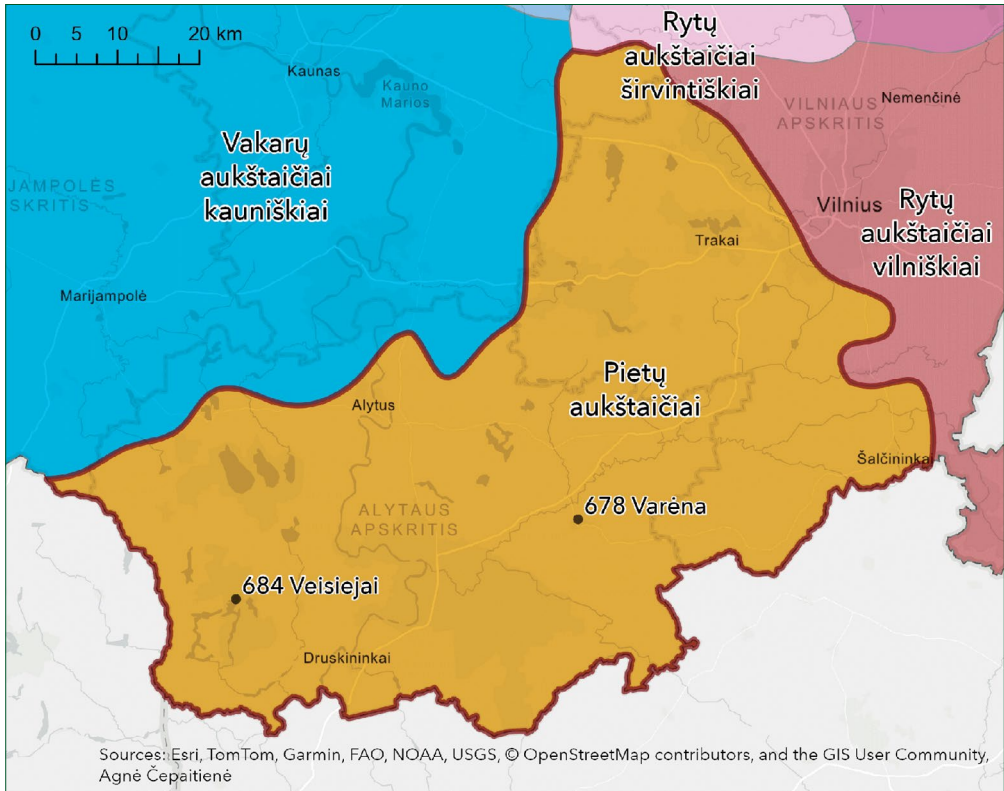 0 5 10 20 km
Rytų
aukštaičiai
širvintiškiai
Kaunas
Kauno
Marios
VILNIAUS
APSKRITIS
Nemenčinė
Vakarų
aukštaičiai
kauniškiai
JAMPOLĖS
SKRITIS
Vilnius
Rytų
aukštaičiai
vilniškiai
Trakai
Marijampolė
Pietų
aukštaičiai
Alytus
Šalčininkai
ALYTAUS
APSKRITIS
678 Varėna
684 Veisiejai
Druskininkai
Sources: Esri, TomTom, Garmin, FAO, NOAA, USGS, © OpenStreetMap contributors, and the GIS User Community,
Agnė Čepaitienė